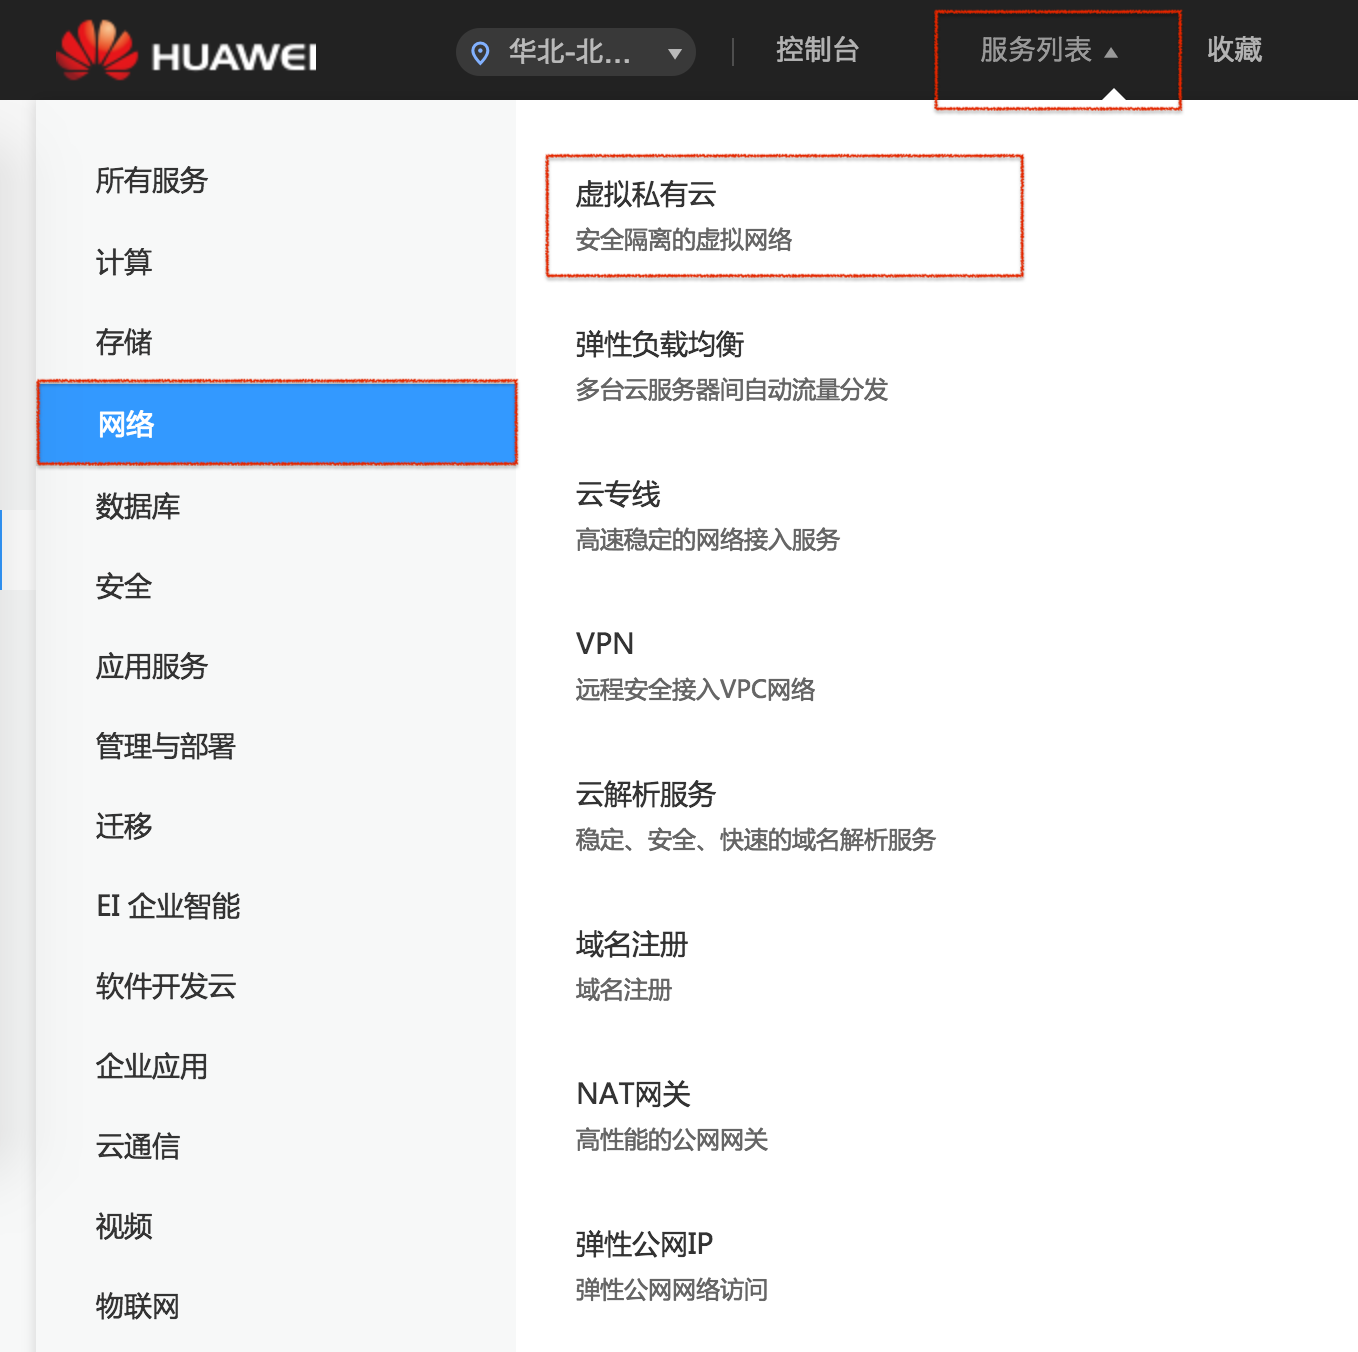 HUAWEI
华北-北...
控制台
服务列表
收藏
所有服务
计算
存储
网络
数据库
安全
应用服务
管理与部署
迁移
EI 企业智能
软件开发云
企业应用
云通信
视频
物联网
虚拟私有云
安全隔离的虚拟网络
弹性负载均衡
多台云服务器间自动流量分发
云专线
高速稳定的网络接入服务
VPN
远程安全接入VPC网络
云解析服务
稳定、安全、快速的域名解析服务
域名注册
域名注册
NAT网关
高性能的公网网关
弹性公网IP
弹性公网网络访问